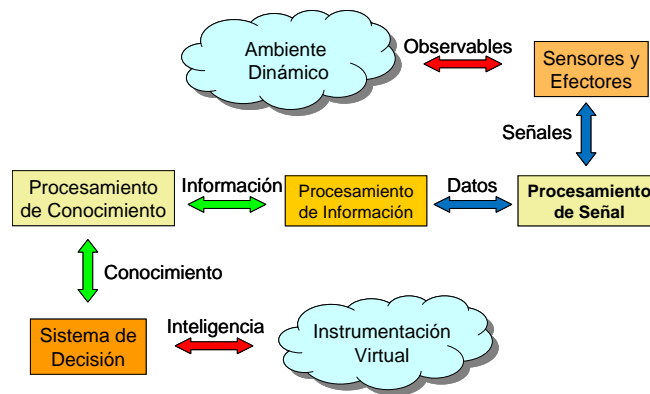 Ambiente
Dinámico
Observables
Sensores y
Efectores
Señales
Procesamiento
de Conocimiento
Información
Procesamiento
de Información
Datos
Procesamiento
de Señal
Conocimiento
Sistema de
Decisión
Inteligencia
Instrumentación
Virtual